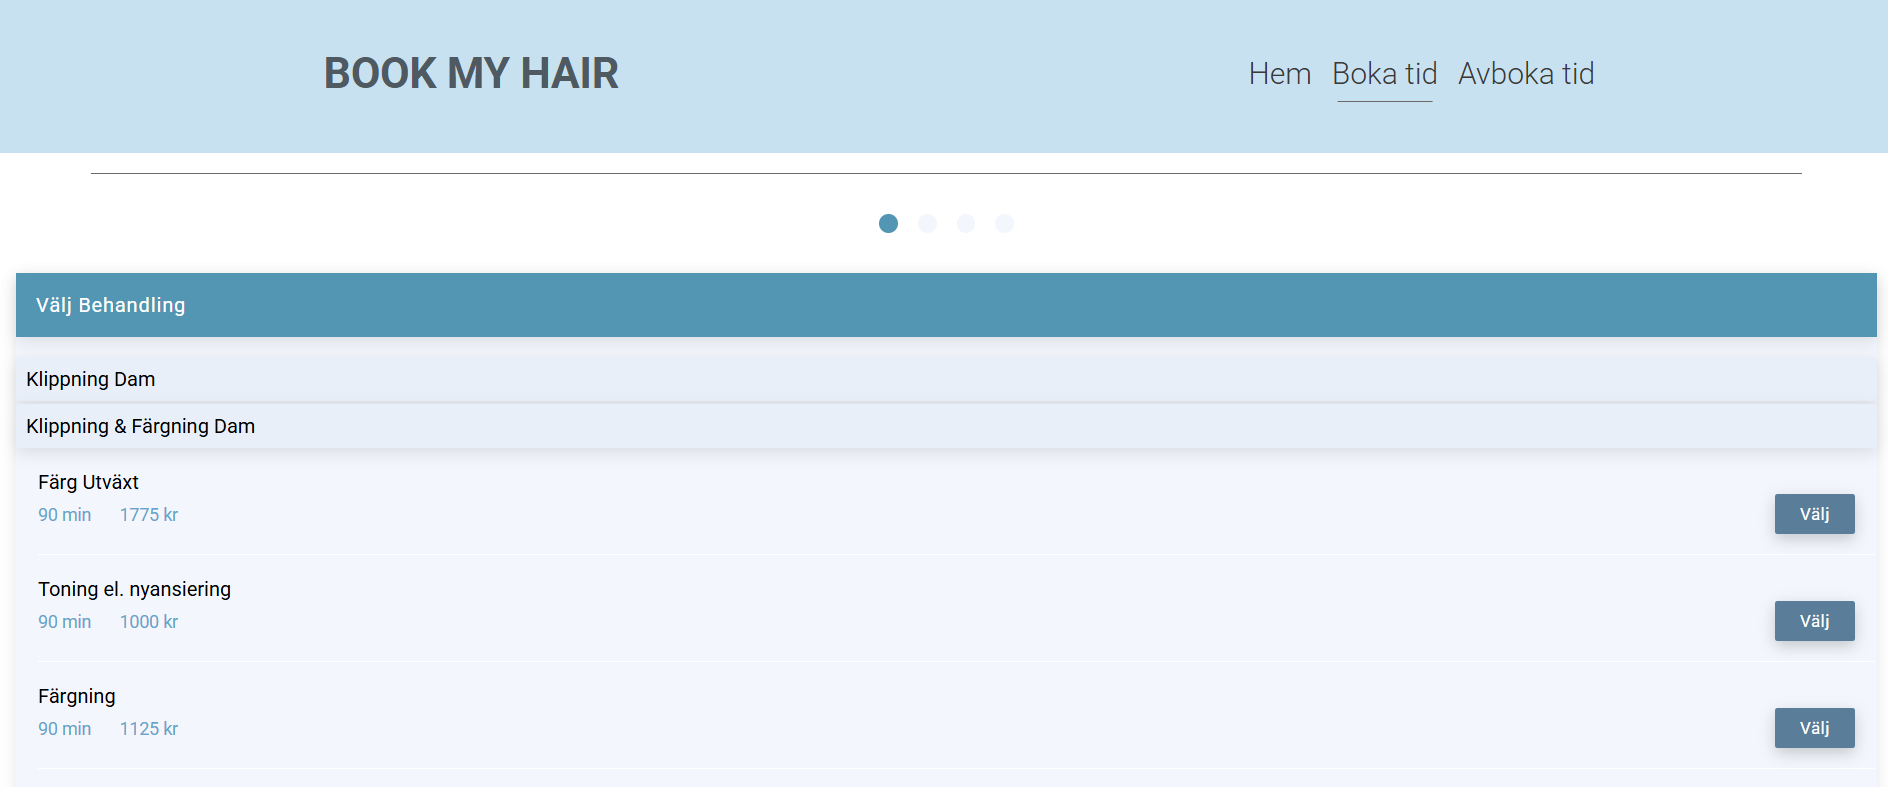 BOOK MY HAIR
Hem Boka tid Avboka tid
Välj Behandling
Klippning Dam
Klippning & Färgning Dam
Färg Utväxt
90 min 1775 kr
Välj
Toning el. nyansiering
90 min 1000 kr
Välj
Färgning
90 min 1125 kr
Välj